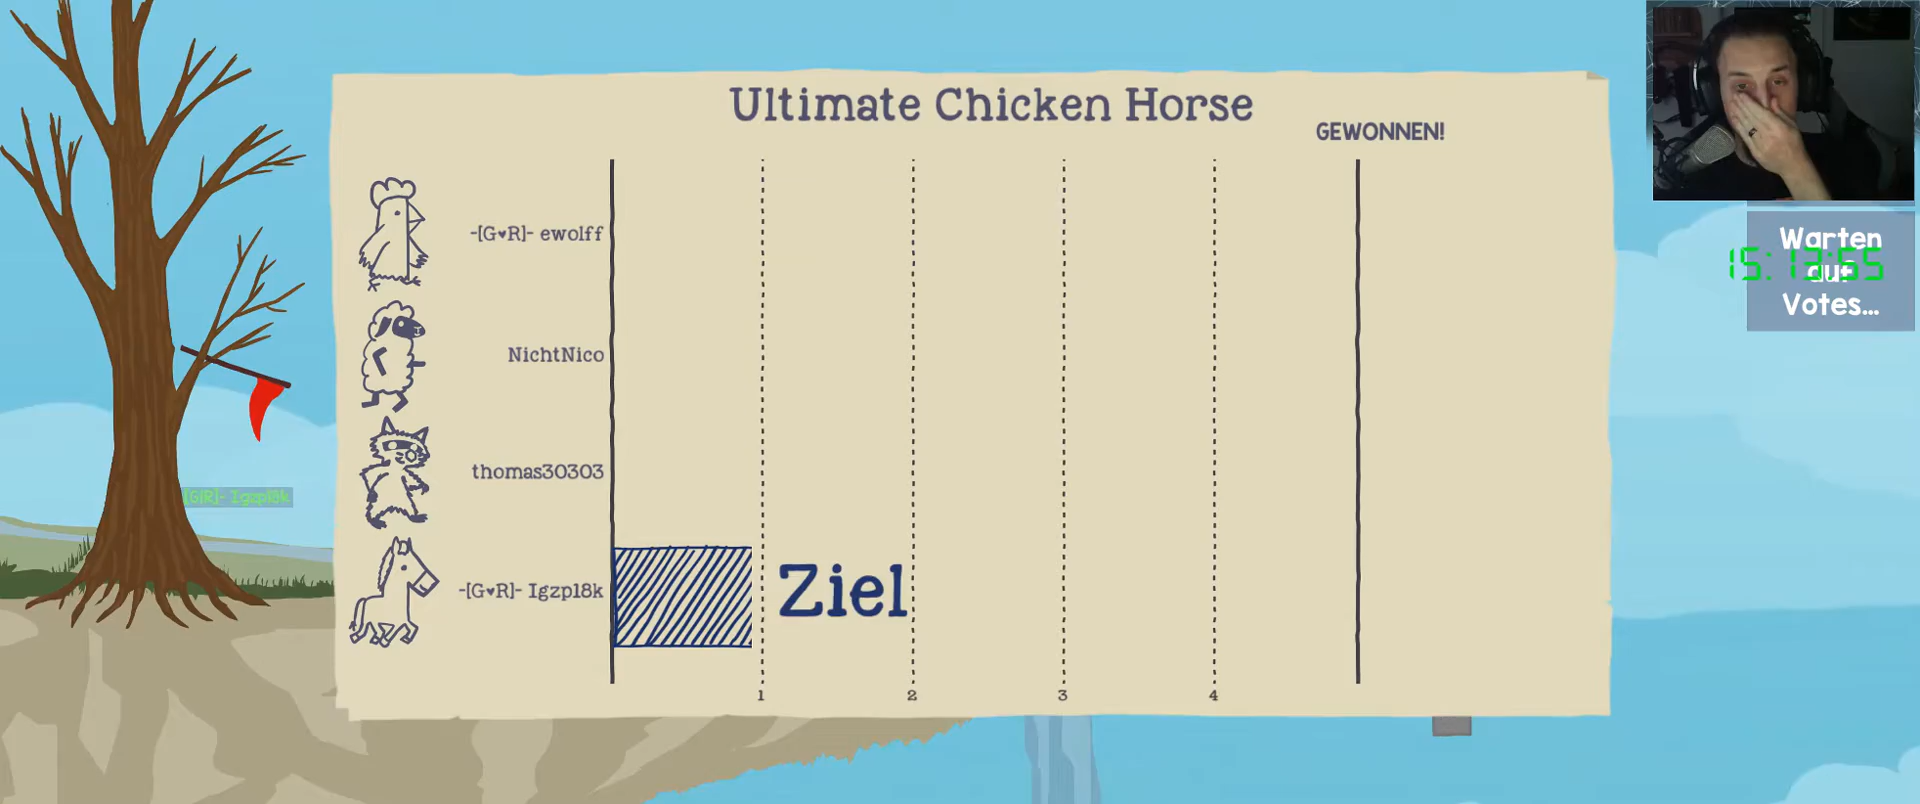 Ultimate Chicken Horse
GEWONNEN!
-[G♥R]- ewolff
NichtNico
thomas30303
-[G♥R]- Igzp18k
Ziel
1 2 3 4
Warten
auf
Votes...
15:13:55
[G|R]- Igzp18k